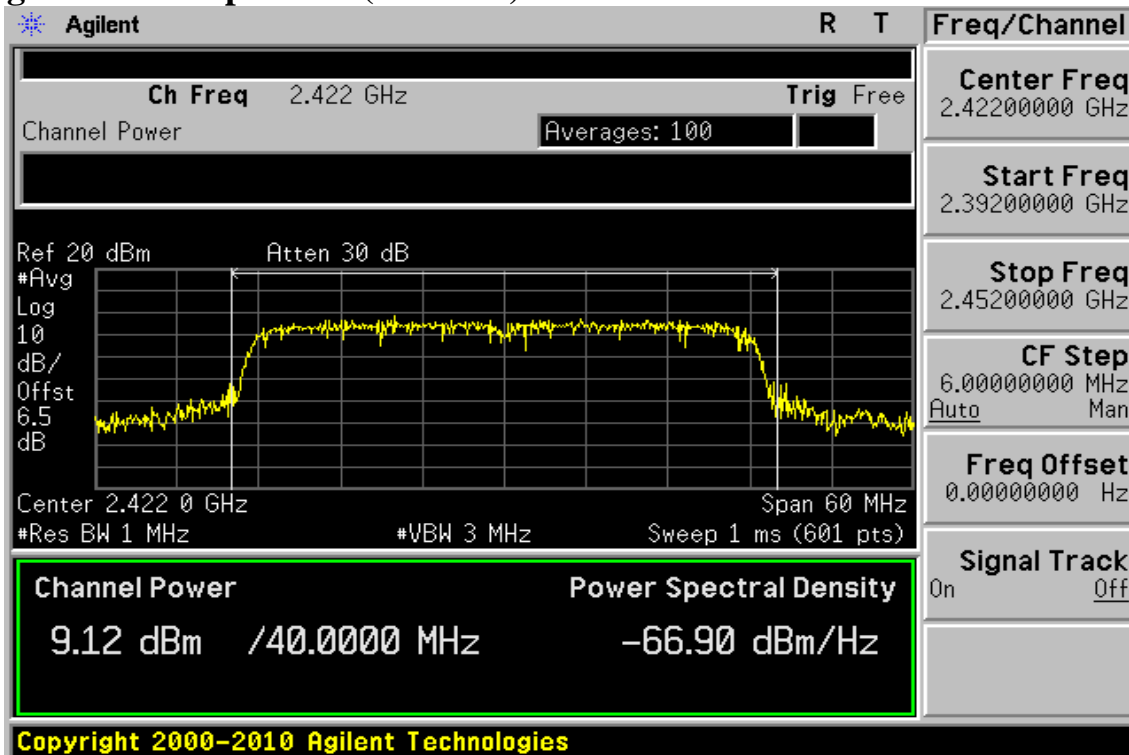 Agilent R T Freq/Channel
Ch Freq 2.422 GHz Trig Free
Channel Power Averages: 100
Center Freq
2.42200000 GHz
Start Freq
2.39200000 GHz
Stop Freq
2.45200000 GHz
CF Step
6.00000000 MHz
Auto Man
Freq Offset
0.00000000 Hz
Signal Track
On Off
Ref 20 dBm Atten 30 dB
#Avg
Log
10
dB/
Offst
6.5
dB
Center 2.422 0 GHz Span 60 MHz
#Res BW 1 MHz #VBW 3 MHz Sweep 1 ms (601 pts)
Channel Power Power Spectral Density
9.12 dBm /40.0000 MHz -66.90 dBm/Hz
Copyright 2000-2010 Agilent Technologies